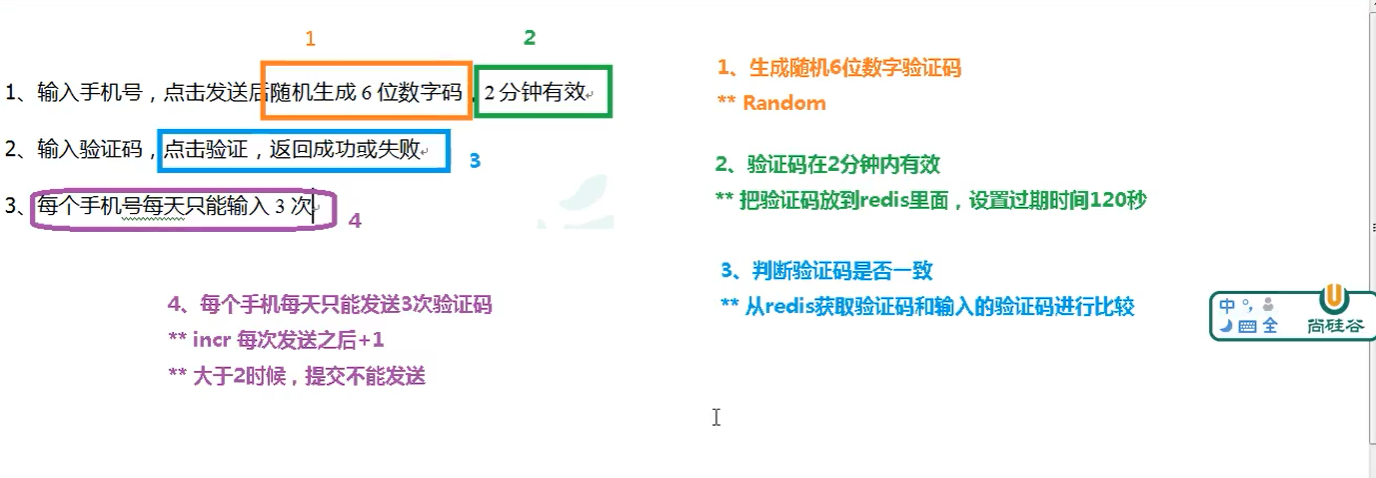 1
2
1、输入手机号，点击发送后随机生成 6 位数字码，2 分钟有效
2、输入验证码，点击验证，返回成功或失败
3
3、每个手机号每天只能输入 3 次
4
1、生成随机6位数字验证码
** Random
2、验证码在2分钟内有效
** 把验证码放到redis里面，设置过期时间120秒
3、判断验证码是否一致
** 从redis获取验证码和输入的验证码进行比较
4、每个手机每天只能发送3次验证码
** incr 每次发送之后+1
** 大于2时候，提交不能发送
中 °,
全
尚硅谷